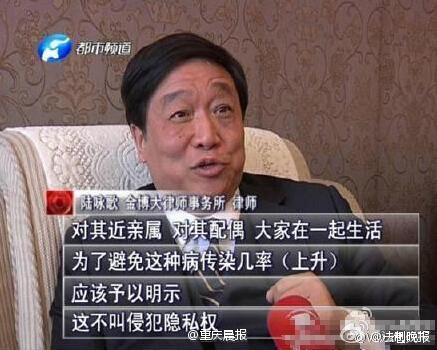 都市频道
陆咏歌 金博大律师事务所 律师
对其近亲属 对其配偶 大家在一起生活
为了避免这种病传染几率（上升）
应该予以明示
这不叫侵犯隐私权
@重庆晨报
@法制晚报